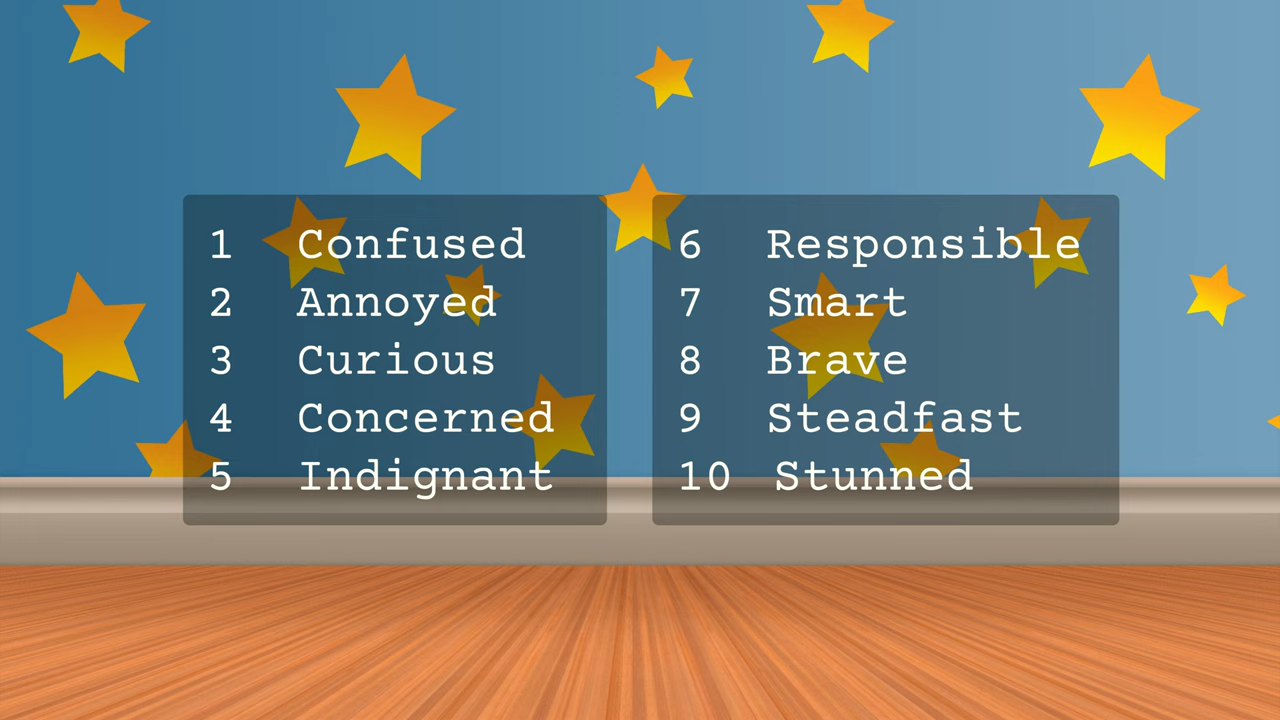 1 Confused
2 Annoyed
3 Curious
4 Concerned
5 Indignant
6 Responsible
7 Smart
8 Brave
9 Steadfast
10 Stunned